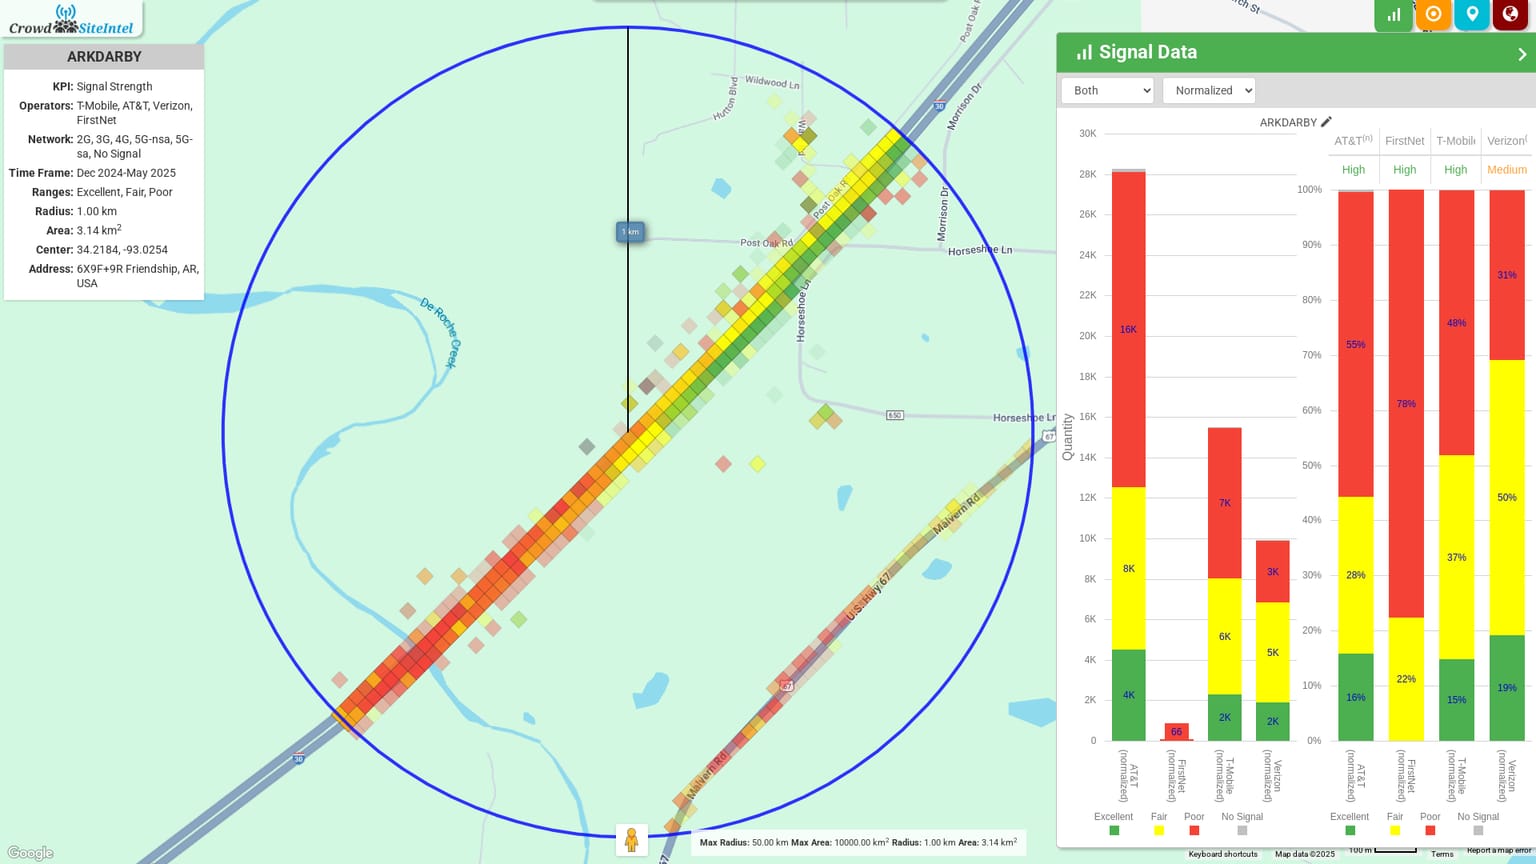 Crowd SiteIntel
ARKDARBY
KPI: Signal Strength
Operators: T-Mobile, AT&T, Verizon,
FirstNet
Network: 2G, 3G, 4G, 5G-nsa, 5G-
sa, No Signal
Time Frame: Dec 2024-May 2025
Ranges: Excellent, Fair, Poor
Radius: 1.00 km
Area: 3.14 km²
Center: 34.2184, -93.0254
Address: 6X9F+9R Friendship, AR,
USA
Wildwood Ln
Hutton Blvd
Post Oak R
Morrison Dr
30
1 km
Post Oak R
Post Oak Rd
Morrison Dr
Horseshoe Ln
Horseshoe Ln
De Roche
Creek
650
Horseshoe Ln
67
Malvern Rd
U.S. Hwy 67
67
Malvern Rd
30
67
Google
Max Radius: 50.00 km Max Area: 10000.00 km² Radius: 1.00 km Area: 3.14 km²
rch St
Signal Data
Both
Normalized
ARKDARBY
30K
28K
26K
24K
22K
20K
18K
16K
14K
12K
10K
8K
6K
4K
2K
0
Quantity
16K
8K
4K
66
7K
6K
2K
3K
5K
2K
AT&T
(normalized)
FirstNet
(normalized)
T-Mobile
(normalized)
Verizon
(normalized)
Excellent
Fair
Poor
No Signal
AT&T(n)
FirstNet
T-Mobile
Verizon(
High
High
High
Medium
100%
90%
80%
70%
60%
50%
40%
30%
20%
10%
0%
55%
28%
16%
78%
22%
48%
37%
15%
31%
50%
19%
AT&T
(normalized)
FirstNet
(normalized)
T-Mobile
(normalized)
Verizon
(normalized)
Excellent
Fair
Poor
No Signal
Keyboard shortcuts
Map data ©2025
100 m
Terms
Report a map error